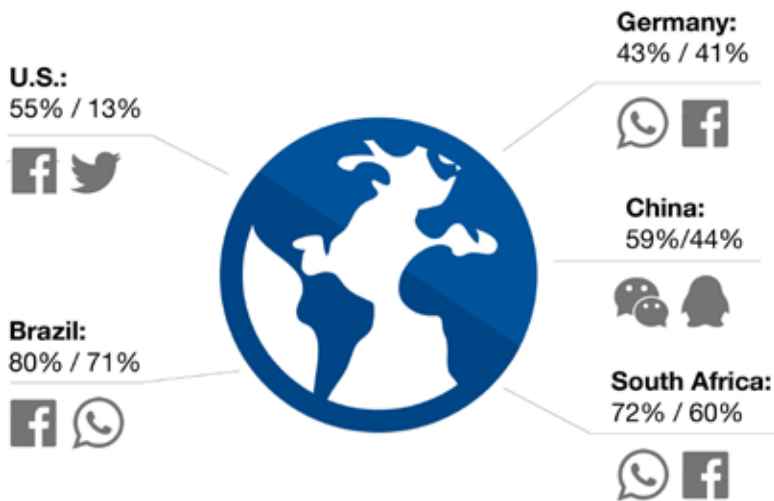 U.S.:
55% / 13%
Germany:
43% / 41%
China:
59%/44%
Brazil:
80% / 71%
South Africa:
72% / 60%